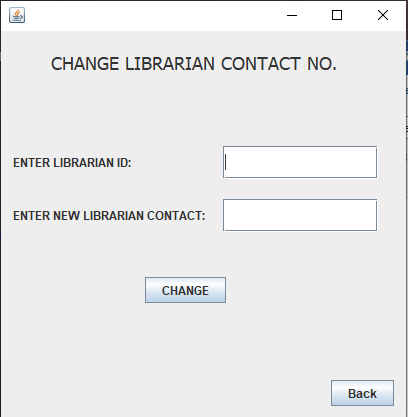 CHANGE LIBRARIAN CONTACT NO.
ENTER LIBRARIAN ID:
ENTER NEW LIBRARIAN CONTACT:
CHANGE
Back